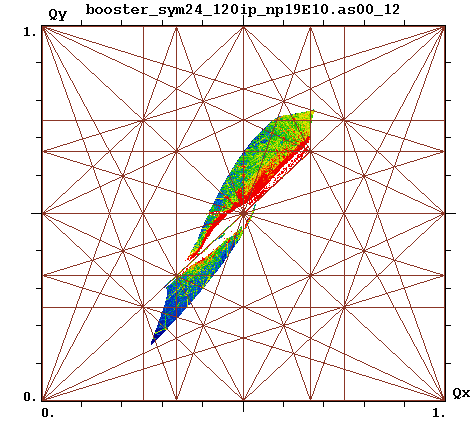 Qy booster_sym24_120ip_np19E10.as00_12
1.
0.
Qx
0. 1.